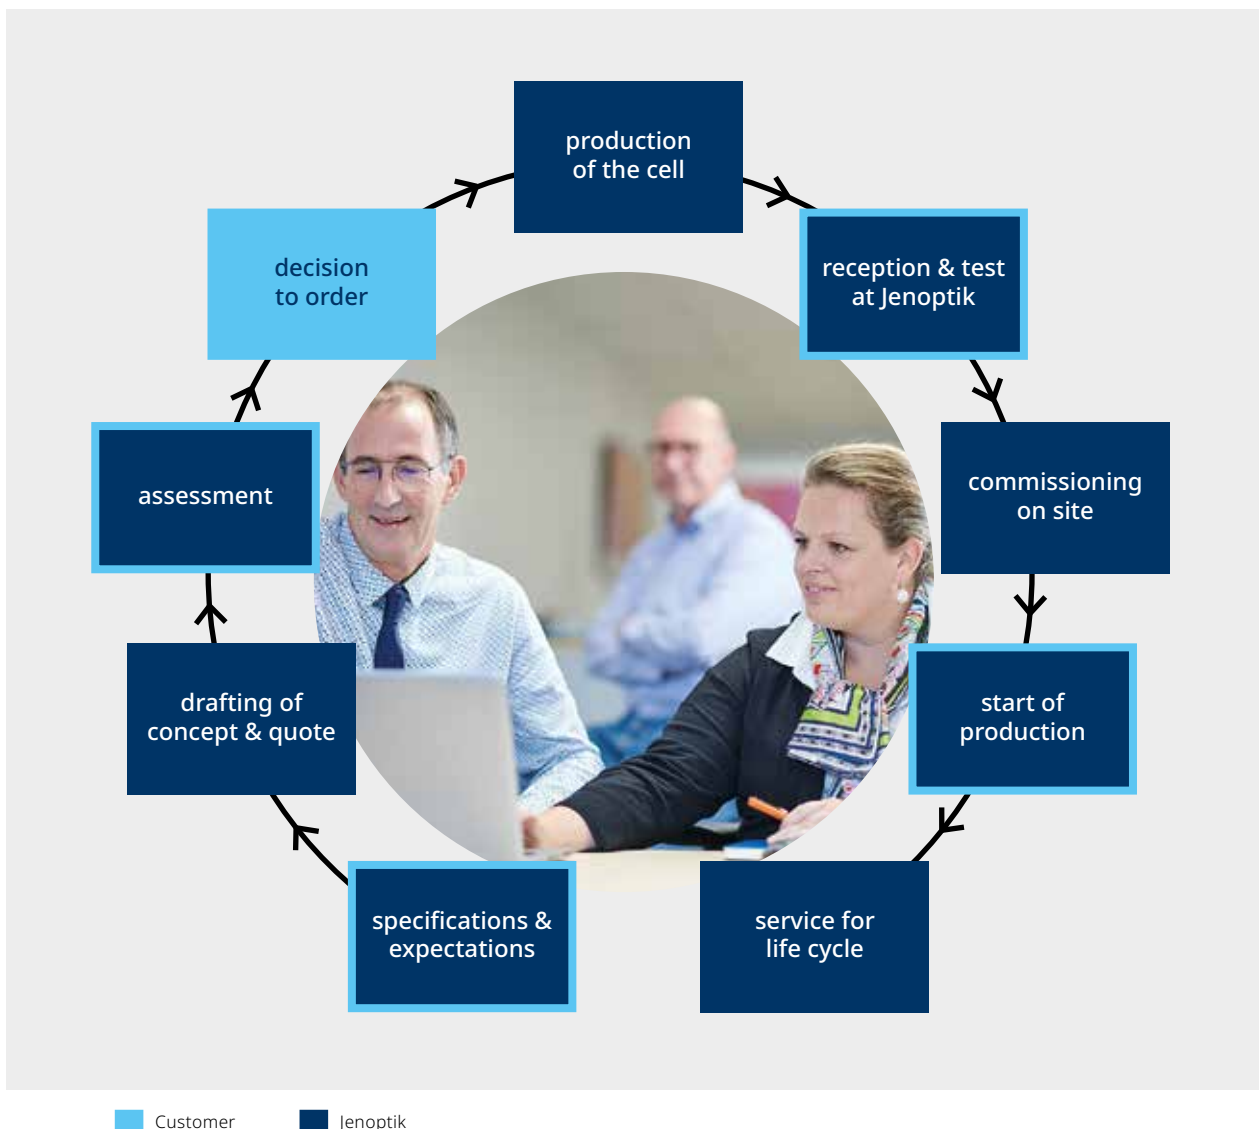 production
of the cell
decision
to order
reception & test
at Jenoptik
assessment
commissioning
on site
drafting of
concept & quote
start of
production
specifications &
expectations
service for
life cycle
Customer
Jenoptik